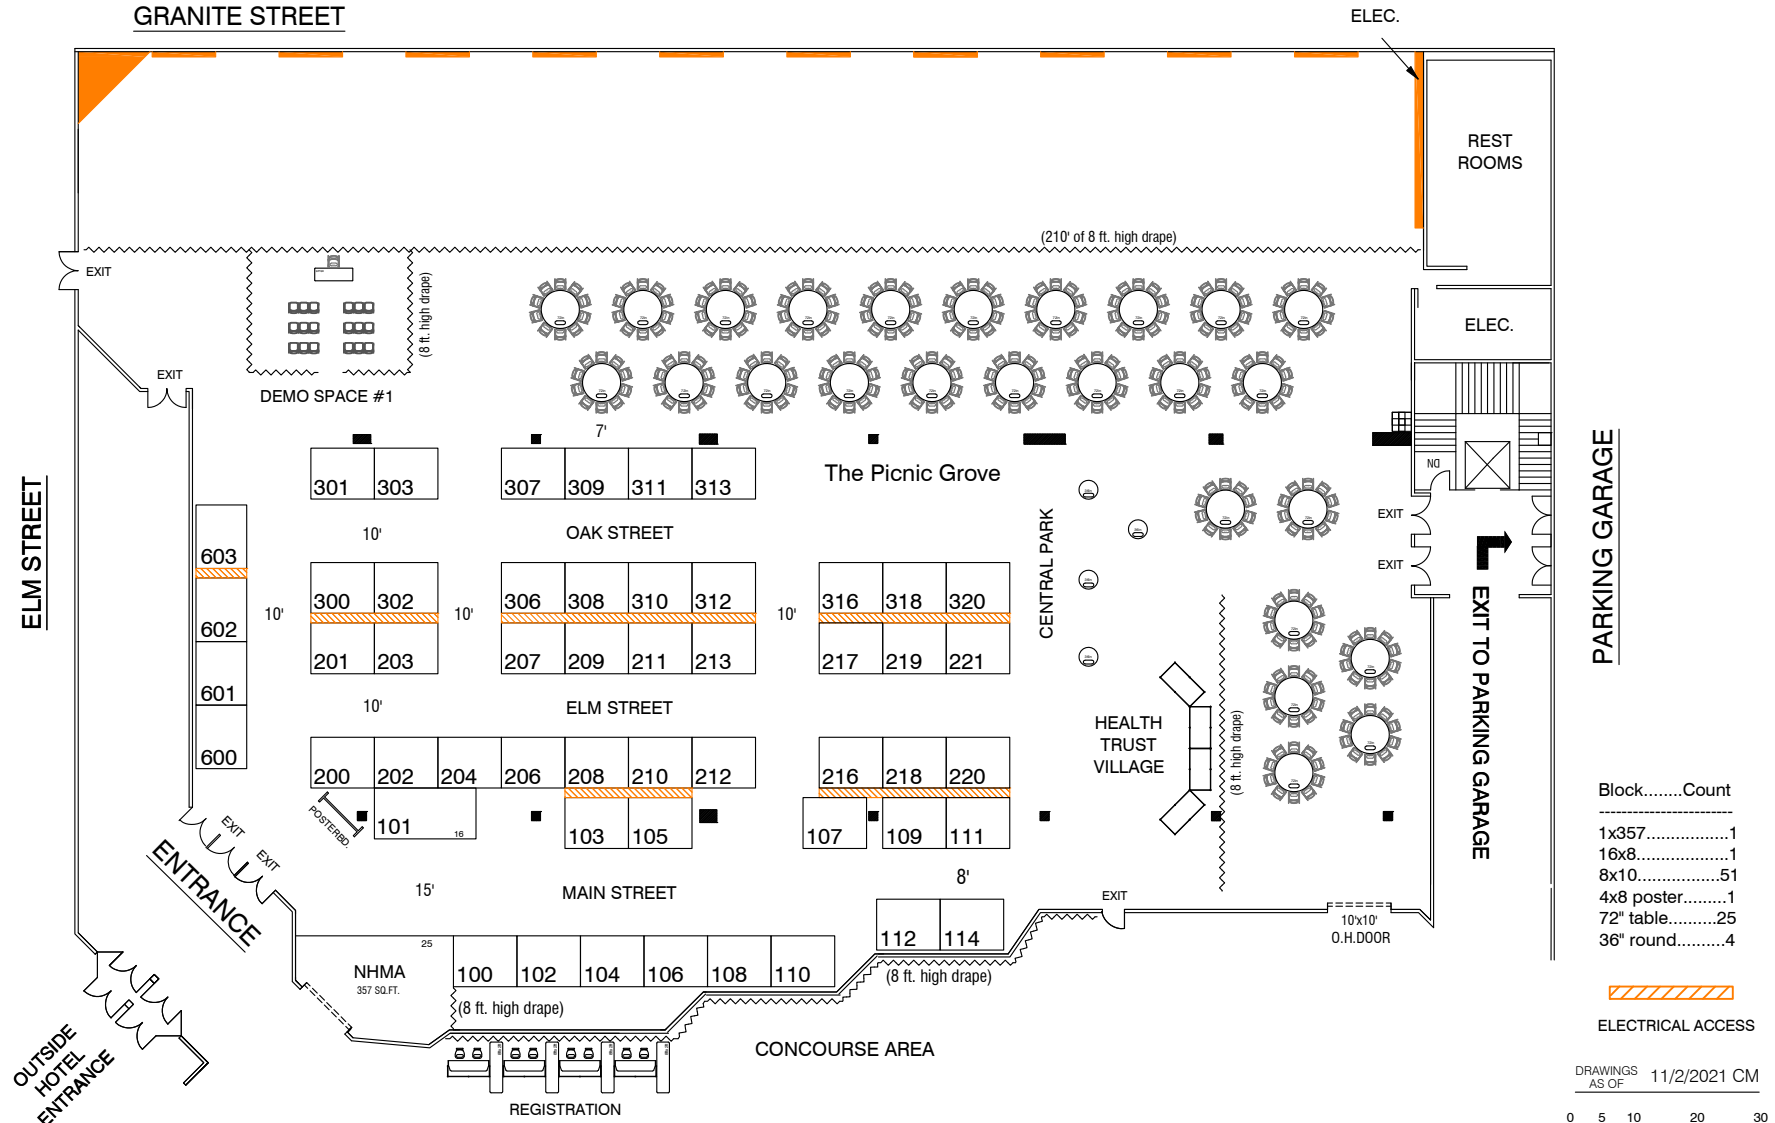 GRANITE STREET
ELEC.
REST
ROOMS
(210' of 8 ft. high drape)
EXIT
(8 ft. high drape)
ELEC.
EXIT
DEMO SPACE #1
7'
The Picnic Grove
DN
301 303
307 309 311 313
EXIT
10'
OAK STREET
CENTRAL PARK
ELM STREET
PARKING GARAGE
603
EXIT
300 302
306 308 310 312
316 318 320
10'
10'
10'
602
201 203
207 209 211 213
217 219 221
EXIT TO PARKING GARAGE
601
10'
ELM STREET
HEALTH
TRUST
VILLAGE
(8 ft. high drape)
600
200 202 204 206 208 210 212
216 218 220
POSTERBD.
101
16
103 105
107
109 111
EXIT
EXIT
ENTRANCE
15'
MAIN STREET
8'
EXIT
10'x10'
O.H.DOOR
112 114
25
NHMA
357 SQ.FT.
100 102 104 106 108 110
(8 ft. high drape)
(8 ft. high drape)
OUTSIDE
HOTEL
ENTRANCE
CONCOURSE AREA
REGISTRATION
Block........Count
1x357.................1
16x8...................1
8x10.................51
4x8 poster.........1
72" table..........25
36" round..........4
ELECTRICAL ACCESS
DRAWINGS
AS OF
11/2/2021 CM
0 5 10 20 30